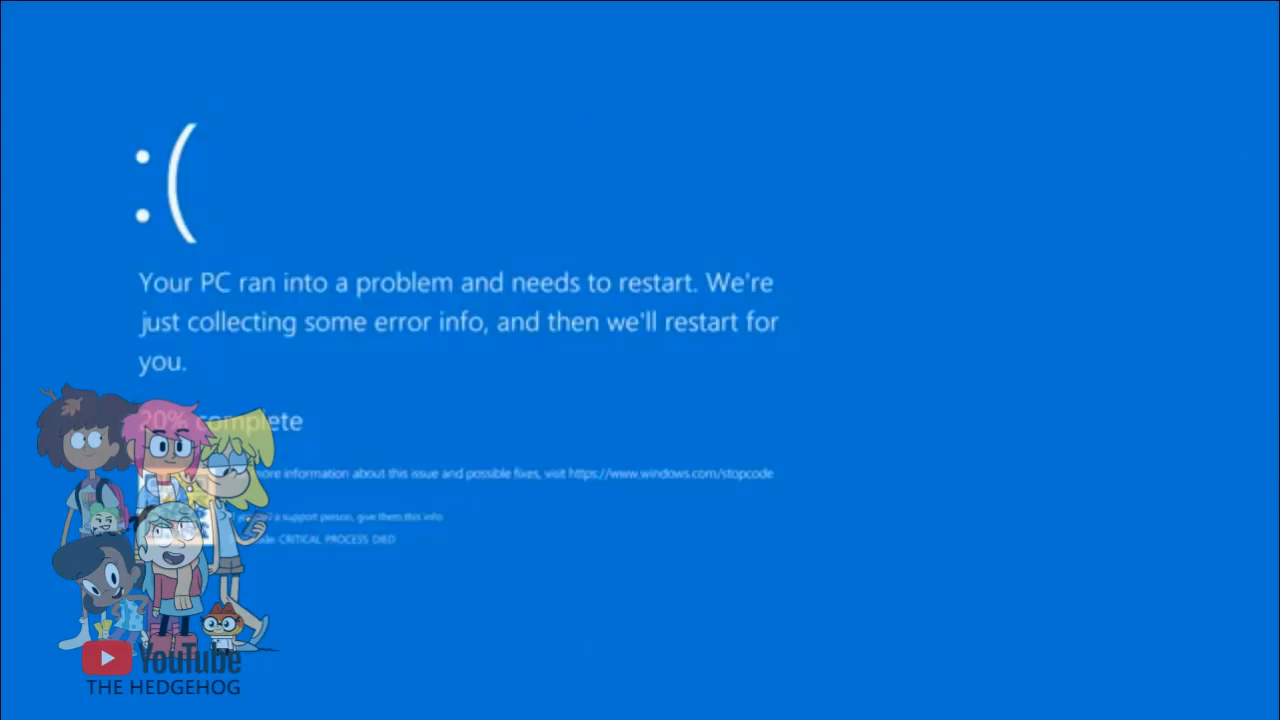 :(
Your PC ran into a problem and needs to restart. We're
just collecting some error info, and then we'll restart for
you.
20% complete
more information about this issue and possible fixes, visit https://www.windows.com/stopcode
a support person, give them this info
CRITICAL PROCESS DIED
YouTube
THE HEDGEHOG